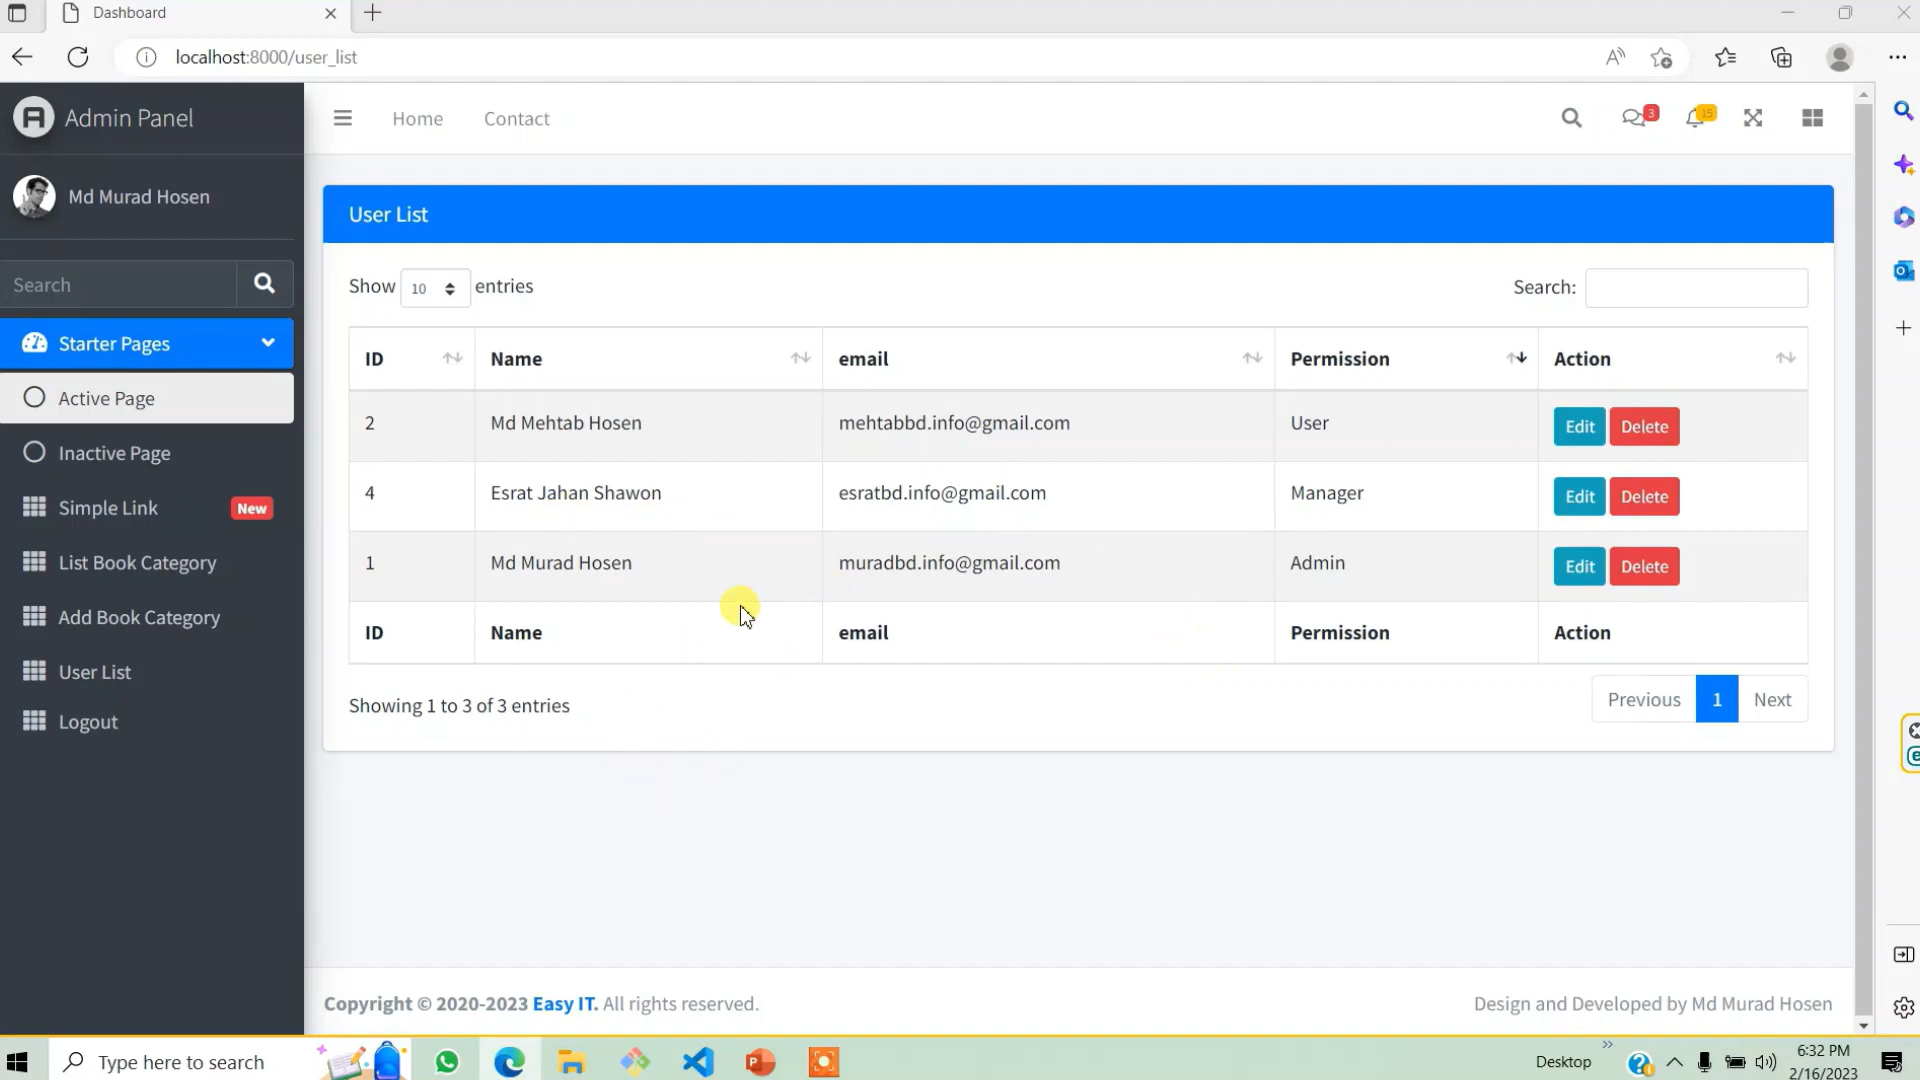 Dashboard
localhost:8000/user_list
Admin Panel
Home
Contact
3
15
Md Murad Hosen
Search
Starter Pages
Active Page
Inactive Page
Simple Link
New
List Book Category
Add Book Category
User List
Logout
User List
Show 10 entries
Search:
ID Name email Permission Action
2 Md Mehtab Hosen mehtabbd.info@gmail.com User Edit Delete
4 Esrat Jahan Shawon esratbd.info@gmail.com Manager Edit Delete
1 Md Murad Hosen muradbd.info@gmail.com Admin Edit Delete
ID Name email Permission Action
Showing 1 to 3 of 3 entries
Previous 1 Next
Copyright © 2020-2023 Easy IT. All rights reserved.
Design and Developed by Md Murad Hosen
Type here to search
Desktop
6:32 PM
2/16/2023